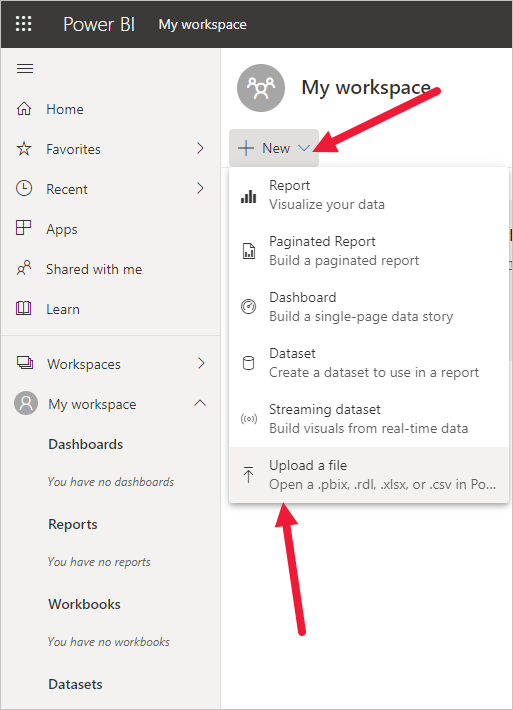 Power BI My workspace
Home
Favorites
Recent
Apps
Shared with me
Learn
Workspaces
My workspace
Dashboards
You have no dashboards
Reports
You have no reports
Workbooks
You have no workbooks
Datasets
My workspace
New
Report
Visualize your data
Paginated Report
Build a paginated report
Dashboard
Build a single-page data story
Dataset
Create a dataset to use in a report
Streaming dataset
Build visuals from real-time data
Upload a file
Open a .pbix, .rdl, .xlsx, or .csv in Po...